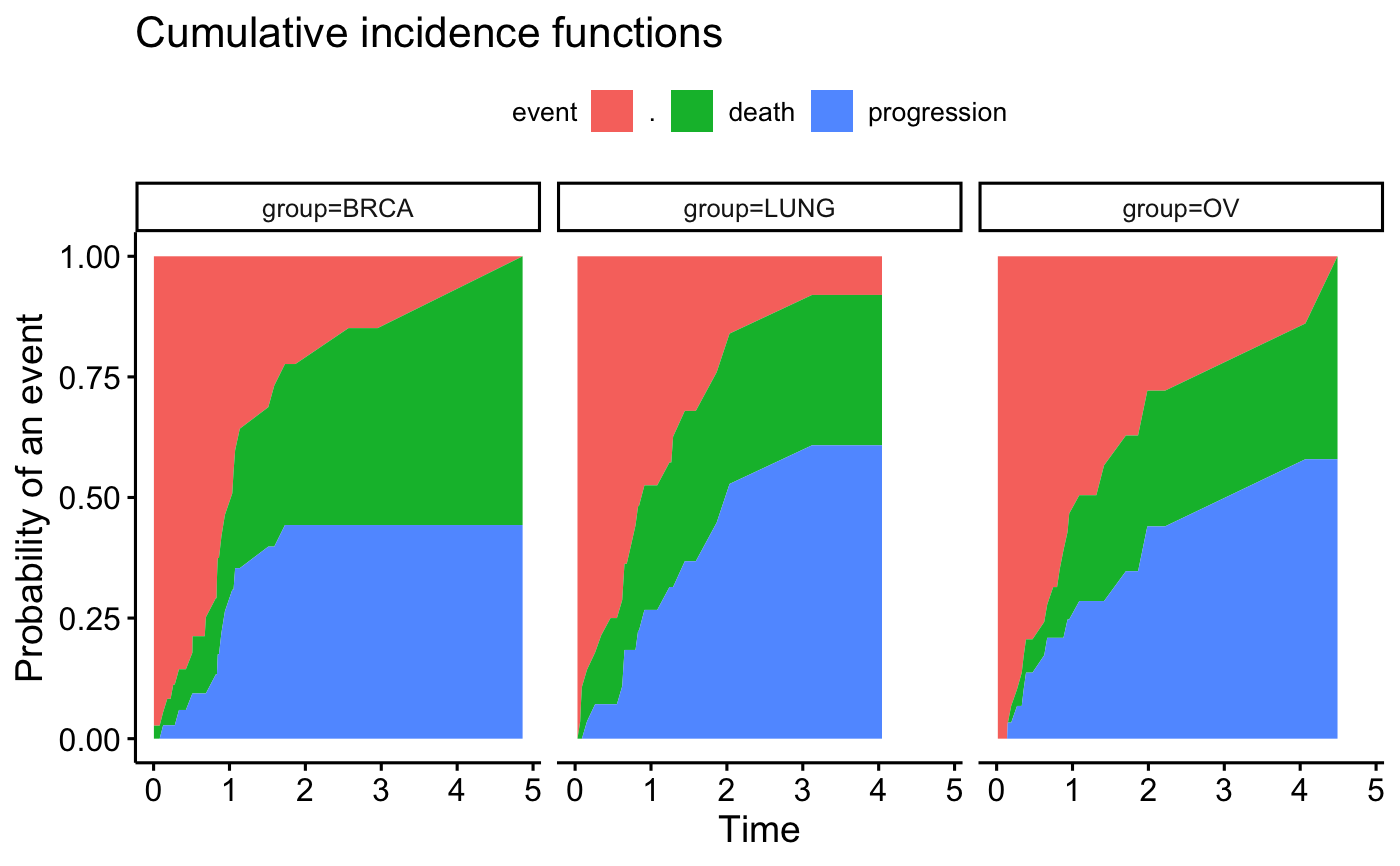 Cumulative incidence functions
event . death progression
group=BRCA group=LUNG group=OV
Probability of an event
1.00
0.75
0.50
0.25
0.00
0 1 2 3 4 5 0 1 2 3 4 5 0 1 2 3 4 5
Time